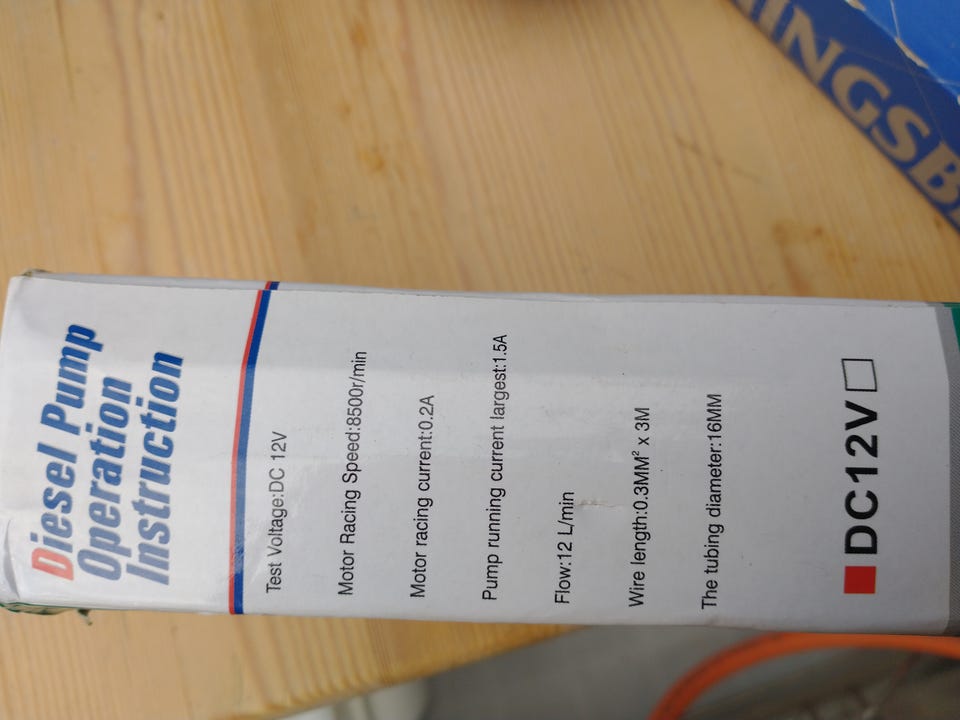 Diesel Pump
Operation
Instruction
Test Voltage:DC 12V
Motor Racing Speed:8500r/min
Motor racing current:0.2A
Pump running current largest:1.5A
Flow:12 L/min
Wire length:0.3MM² x 3M
The tubing diameter:16MM
DC12V